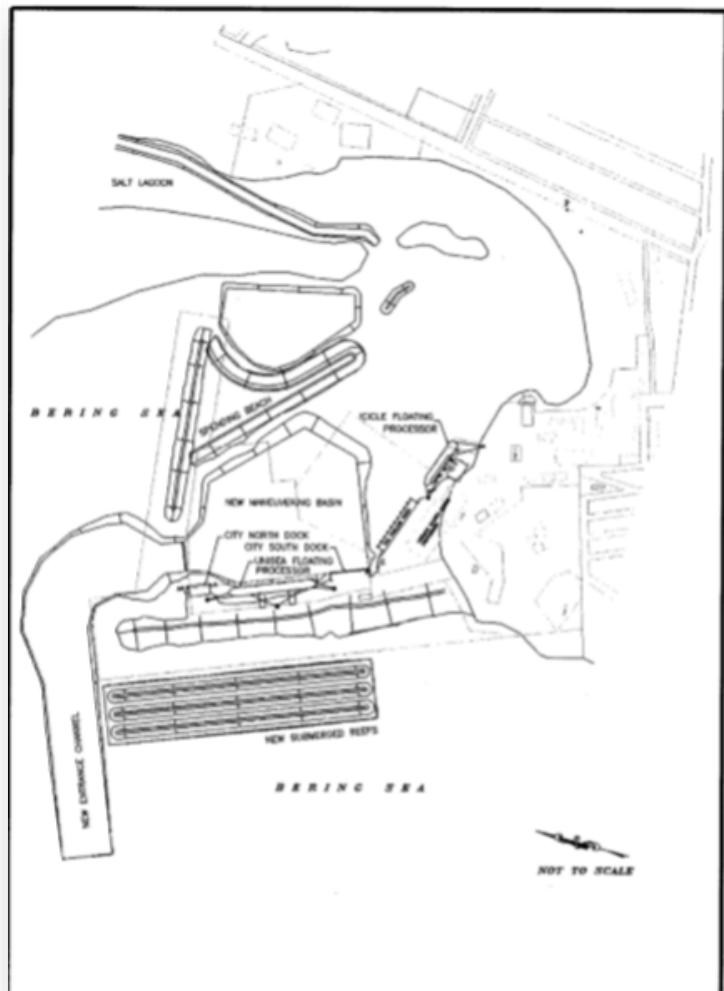 SALT LAGOON
BERING SEA
SPENDING BEACH
ICICLE FLOATING
PROCESSOR
NEW MANEUVERING BASIN
CITY NORTH DOCK
CITY SOUTH DOCK
UNISEA FLOATING
PROCESSOR
NEW ENTRANCE CHANNEL
NEW SUBMERGED REEFS
BERING SEA
NOT TO SCALE